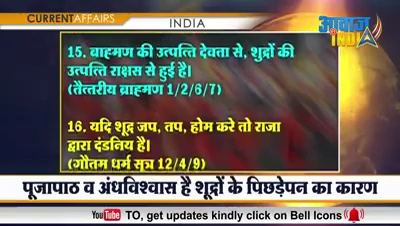 CURRENTAFFAIRS
INDIA
आवाज
INDIA
15. बाह्मण की उत्पत्ति देवता से, शुद्रों की
उत्पत्ति राक्षस से हुई है।
(तैत्तरीय ब्राह्मण 1/2/6/7)
16. यदि शूद्र जप, तप, होम करे तो राजा
द्वारा दंडनिय है।
(गौतम धर्म सूत्र 12/4/9)
पूजापाठ व अंधविश्वास है शूद्रों के पिछड़ेपन का कारण
YouTube TO, get updates kindly click on Bell Icons